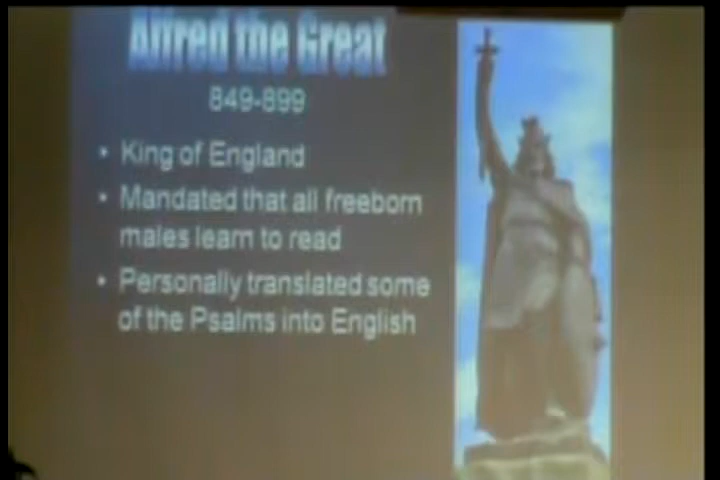 Alfred the Great
849-899
• King of England
• Mandated that all freeborn
males learn to read
• Personally translated some
of the Psalms into English